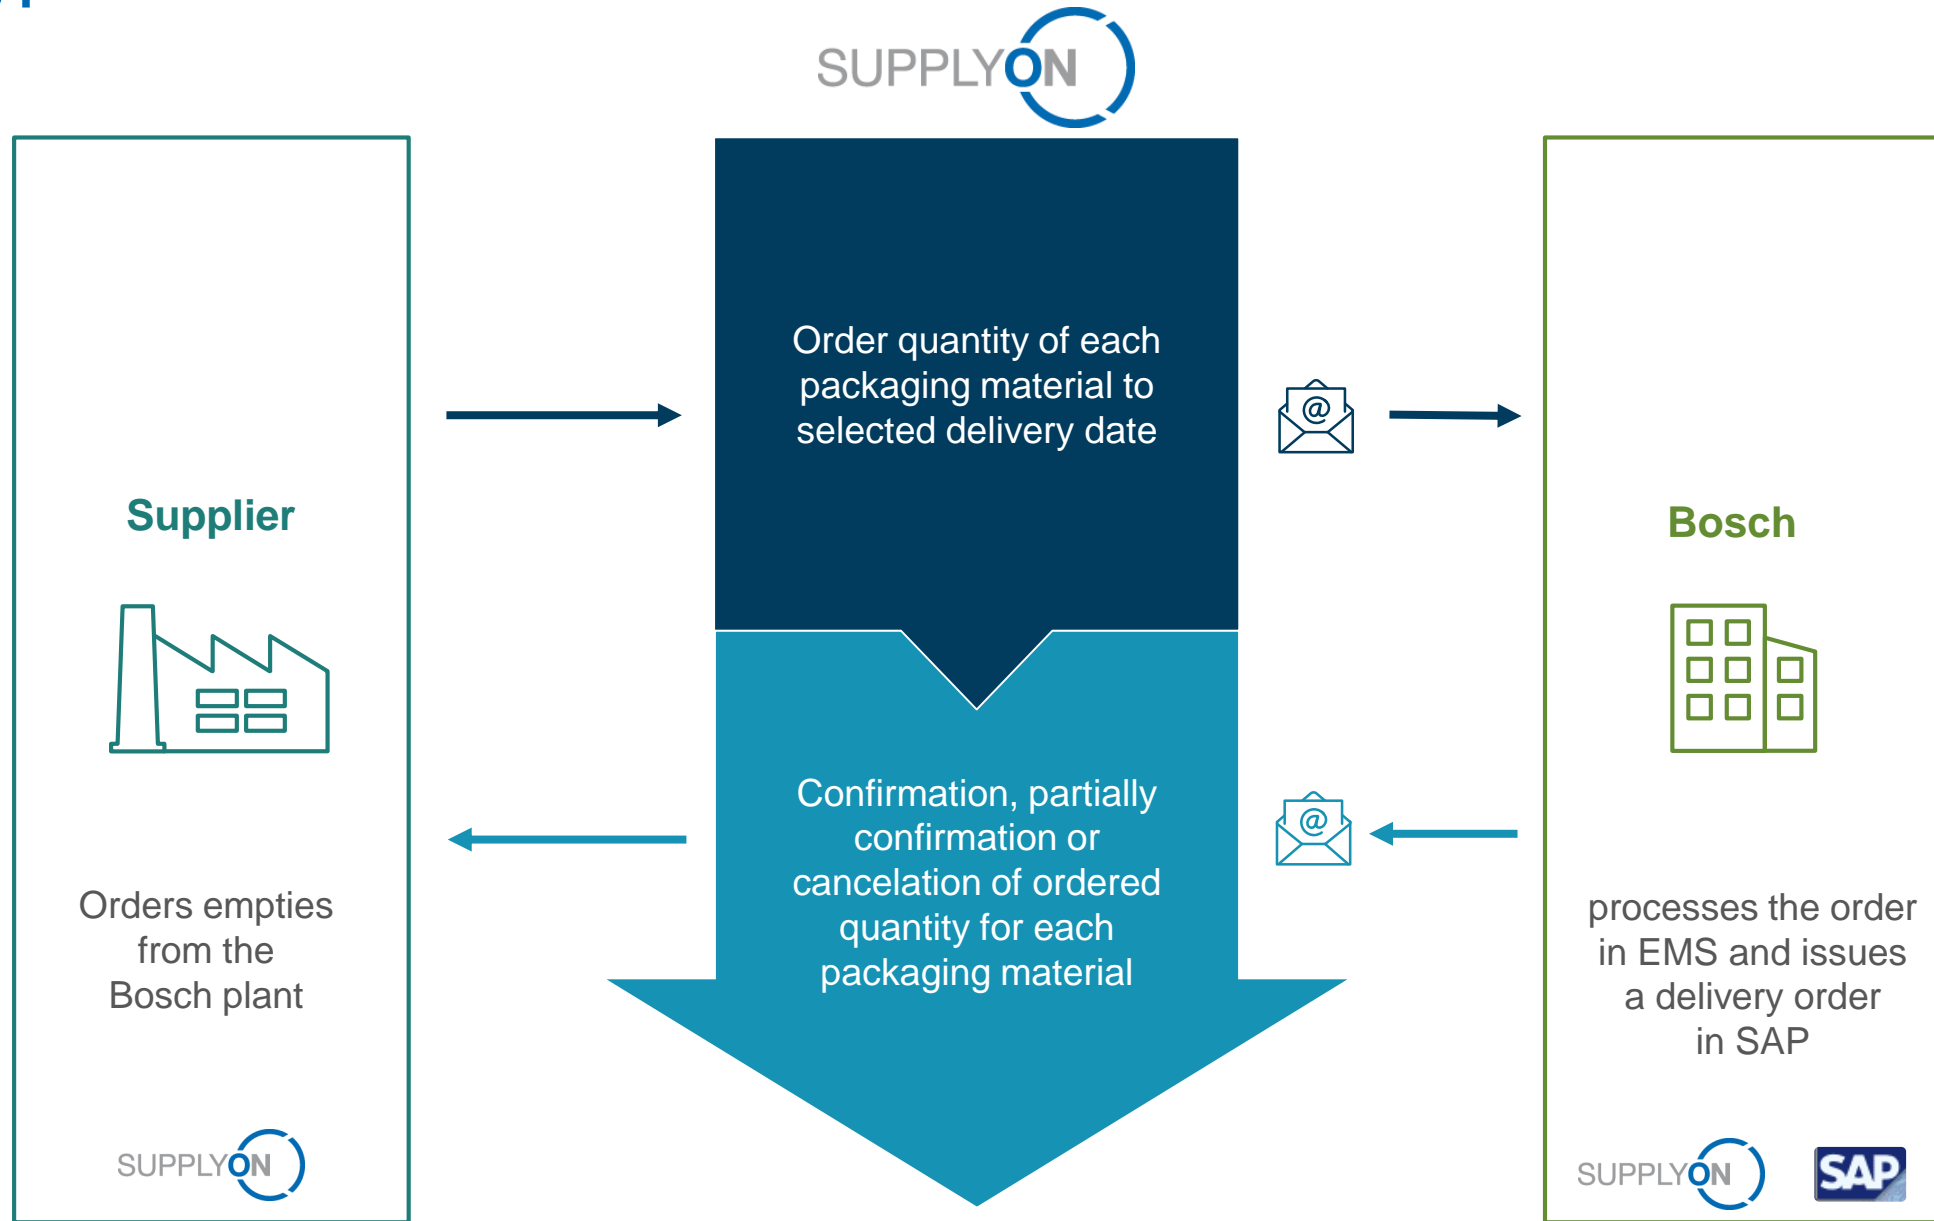 SUPPLYON
Supplier
Orders empties
from the
Bosch plant
SUPPLYON
Order quantity of each
packaging material to
selected delivery date
@
Confirmation, partially
confirmation or
cancelation of ordered
quantity for each
packaging material
@
Bosch
processes the order
in EMS and issues
a delivery order
in SAP
SUPPLYON
SAP